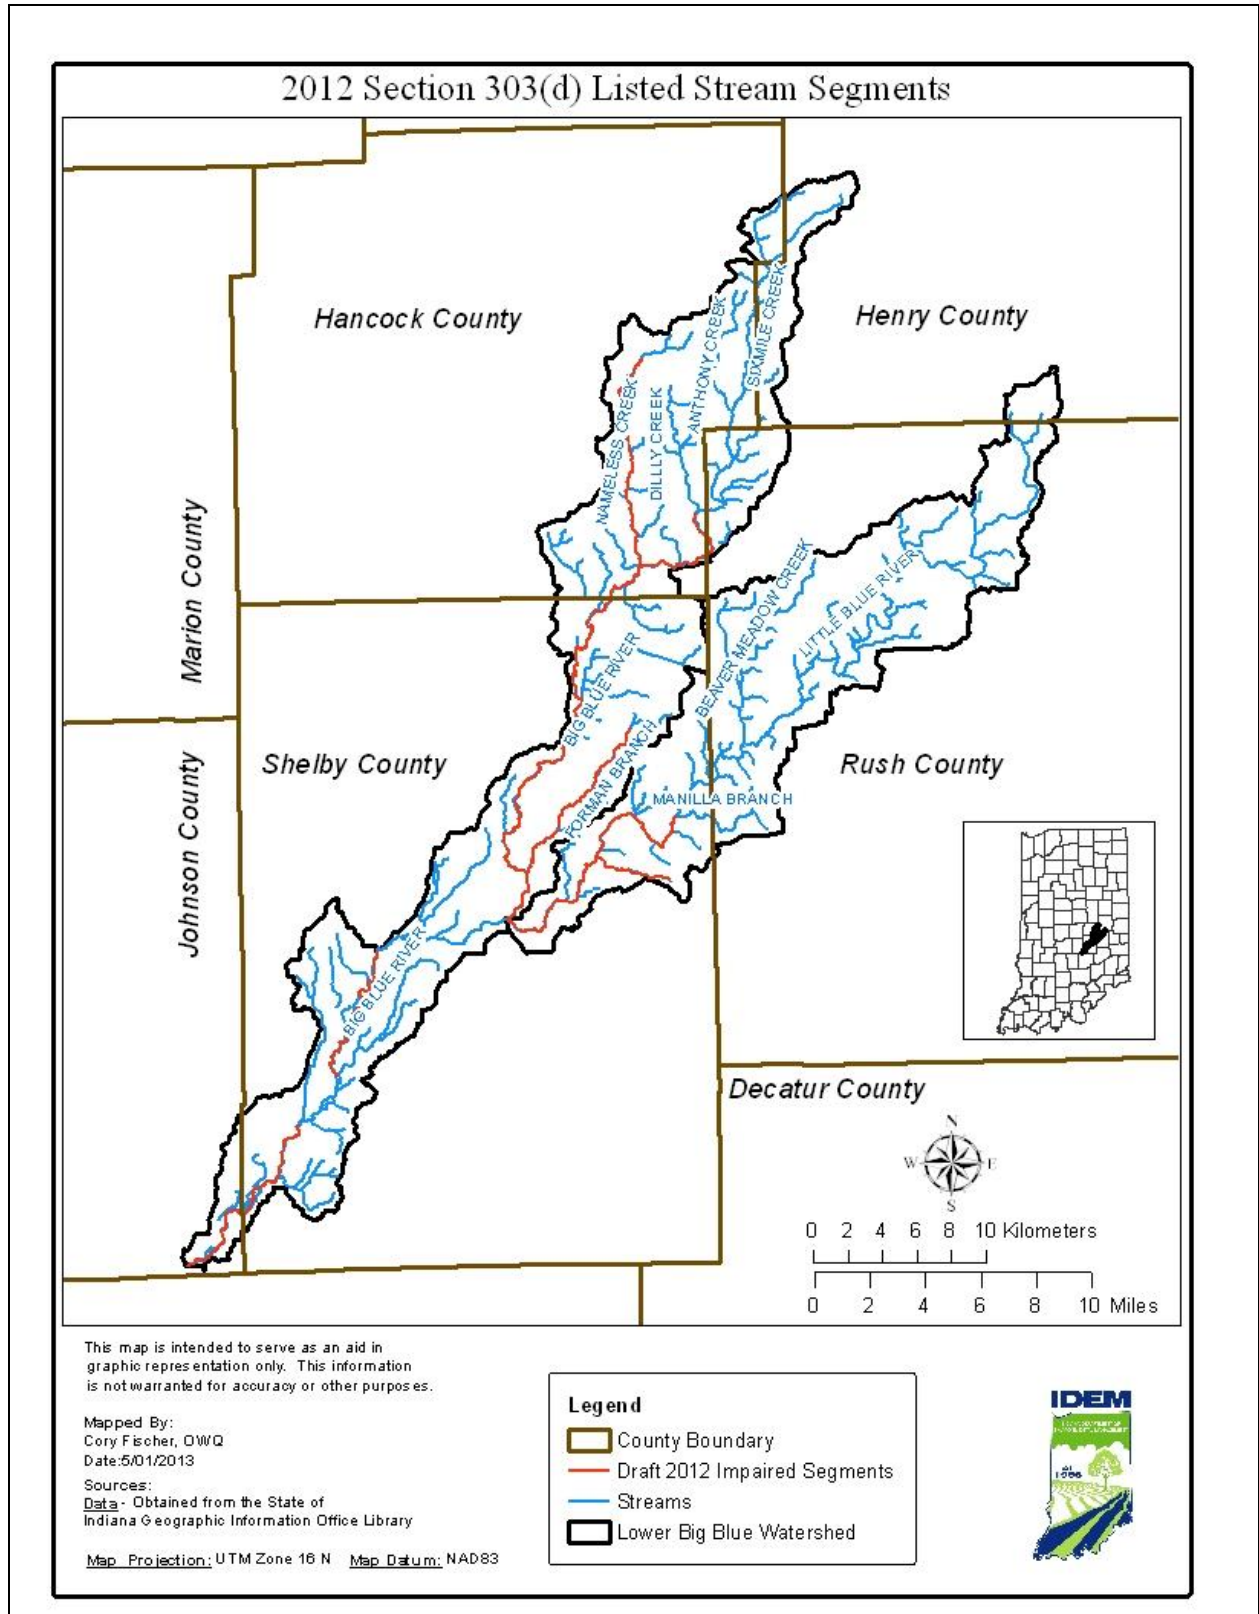 2012 Section 303(d) Listed Stream Segments
Hancock County
Henry County
NAMELESS CREEK
DILLLY CREEK
ANTHONY CREEK
SIXMILE CREEK
Marion County
BEAVER MEADOW CREEK
LITTLE BLUE RIVER
BIG BLUE RIVER
Shelby County
Rush County
FORMAN BRANCH
MANILLA BRANCH
Johnson County
BIG BLUE RIVER
Decatur County
N
W
E
S
0 2 4 6 8 10 Kilometers
0 2 4 6 8 10 Miles
This map is intended to serve as an aid in
graphic representation only. This information
is not warranted for accuracy or other purposes.
Mapped By:
Cory Fischer, OWQ
Date:5/01/2013
Sources:
Data - Obtained from the State of
Indiana Geographic Information Office Library
Map Projection: UTM Zone 16 N Map Datum: NAD83
Legend
County Boundary
Draft 2012 Impaired Segments
Streams
Lower Big Blue Watershed
IDEM